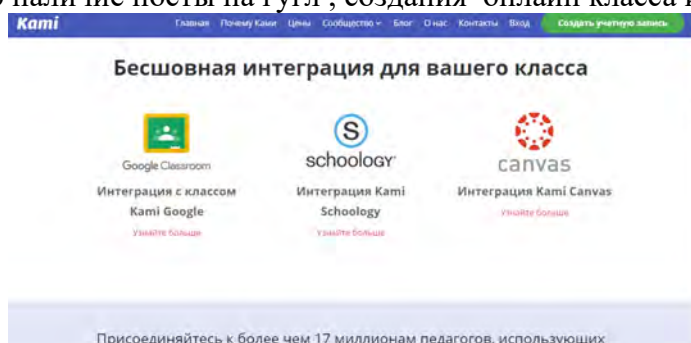 наличие посты на гугл , создания онлайн класса
Kami Главная Почему Ками Цены Сообщество Блог О нас Контакты Вход Создать учетную запись
Бесшовная интеграция для вашего класса
Google Classroom
Интеграция с классом
Kami Google
Узнайте больше
S
schoology
Интеграция Kami
Schoology
Узнайте больше
canvas
Интеграция Kami Canvas
Узнайте больше
Присоединяйтесь к более чем 17 миллионам педагогов, использующих